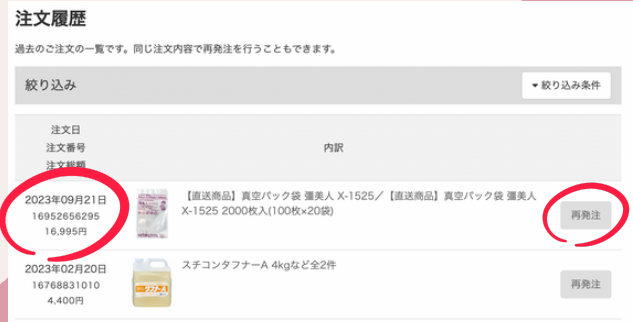 注文履歴
過去のご注文の一覧です。同じ注文内容で再発注を行うこともできます。
絞り込み
絞り込み条件
注文日
注文番号
注文総額
内訳
2023年09月21日
16952656295
16,995円
【直送商品】真空パック袋 彊美人 X-1525／【直送商品】真空パック袋 彊美人
X-1525 2000枚入(100枚×20袋)
再発注
2023年02月20日
16768831010
4,400円
スチコンタフナーA 4kgなど全2件
再発注